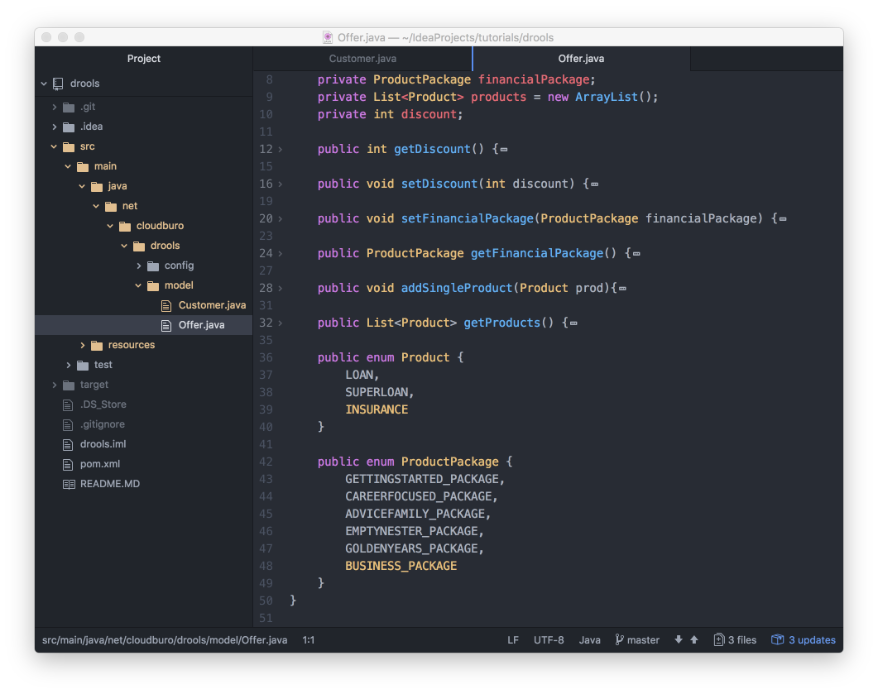 Offer.java — ~/IdeaProjects/tutorials/drools
Project
Customer.java
Offer.java
drools
.git
.idea
src
main
java
net
cloudburo
drools
config
model
Customer.java
Offer.java
resources
test
target
.DS_Store
.gitignore
drools.iml
pom.xml
README.MD
8 private ProductPackage financialPackage;
9 private List<Product> products = new ArrayList();
10 private int discount;
11
12 public int getDiscount() {
15
16 public void setDiscount(int discount) {
19
20 public void setFinancialPackage(ProductPackage financialPackage) {
23
24 public ProductPackage getFinancialPackage() {
27
28 public void addSingleProduct(Product prod){
31
32 public List<Product> getProducts() {
35
36 public enum Product {
37 LOAN,
38 SUPERLOAN,
39 INSURANCE
40 }
41
42 public enum ProductPackage {
43 GETTINGSTARTED_PACKAGE,
44 CAREERFOCUSED_PACKAGE,
45 ADVICEFAMILY_PACKAGE,
46 EMPTYNESTER_PACKAGE,
47 GOLDENYEARS_PACKAGE,
48 BUSINESS_PACKAGE
49 }
50 }
51
src/main/java/net/cloudburo/drools/model/Offer.java 1:1 LF UTF-8 Java master 3 files 3 updates